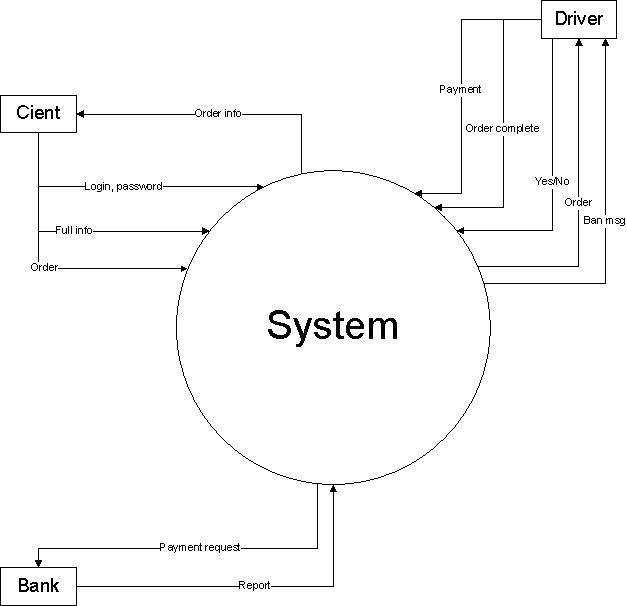 Driver
Payment
Cient
Order info
Order complete
Yes/No
Login, password
Order
Ban msg
Full info
Order
System
Payment request
Bank
Report